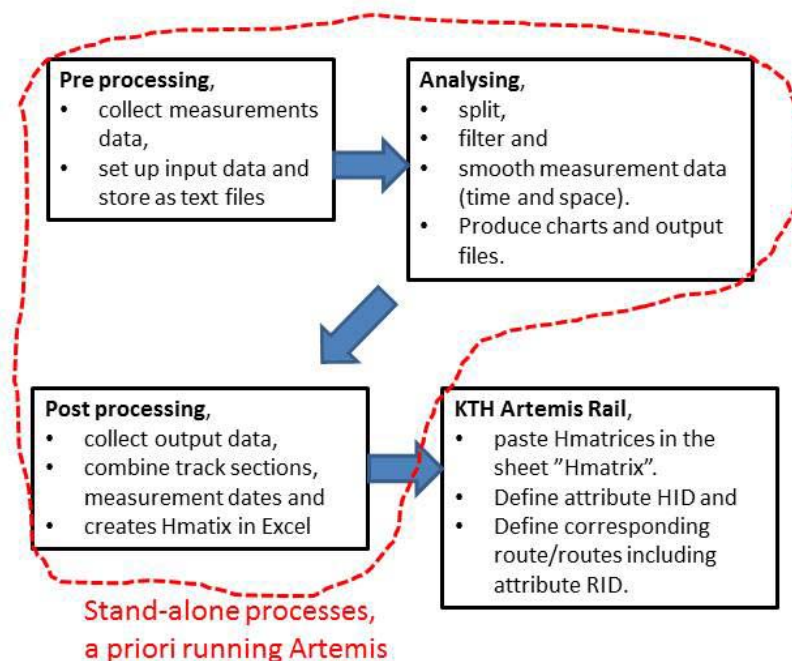 Pre processing,
• collect measurements
data,
• set up input data and
store as text files
Analysing,
• split,
• filter and
• smooth measurement data
(time and space).
• Produce charts and output
files.
Post processing,
• collect output data,
• combine track sections,
measurement dates and
• creates Hmatix in Excel
KTH Artemis Rail,
• paste Hmatrices in the
sheet ”Hmatrix”.
• Define attribute HID and
• Define corresponding
route/routes including
attribute RID.
Stand-alone processes,
a priori running Artemis